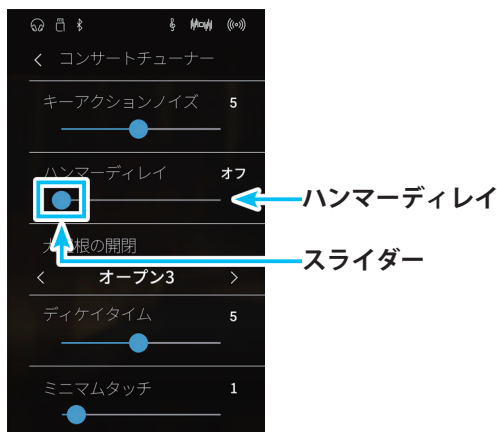 コンサートチューナー
キーアクションノイズ 5
ハンマーディレイ オフ
ハンマーディレイ
根の開閉
スライダー
オープン3
ディケイタイム 5
ミニマムタッチ 1